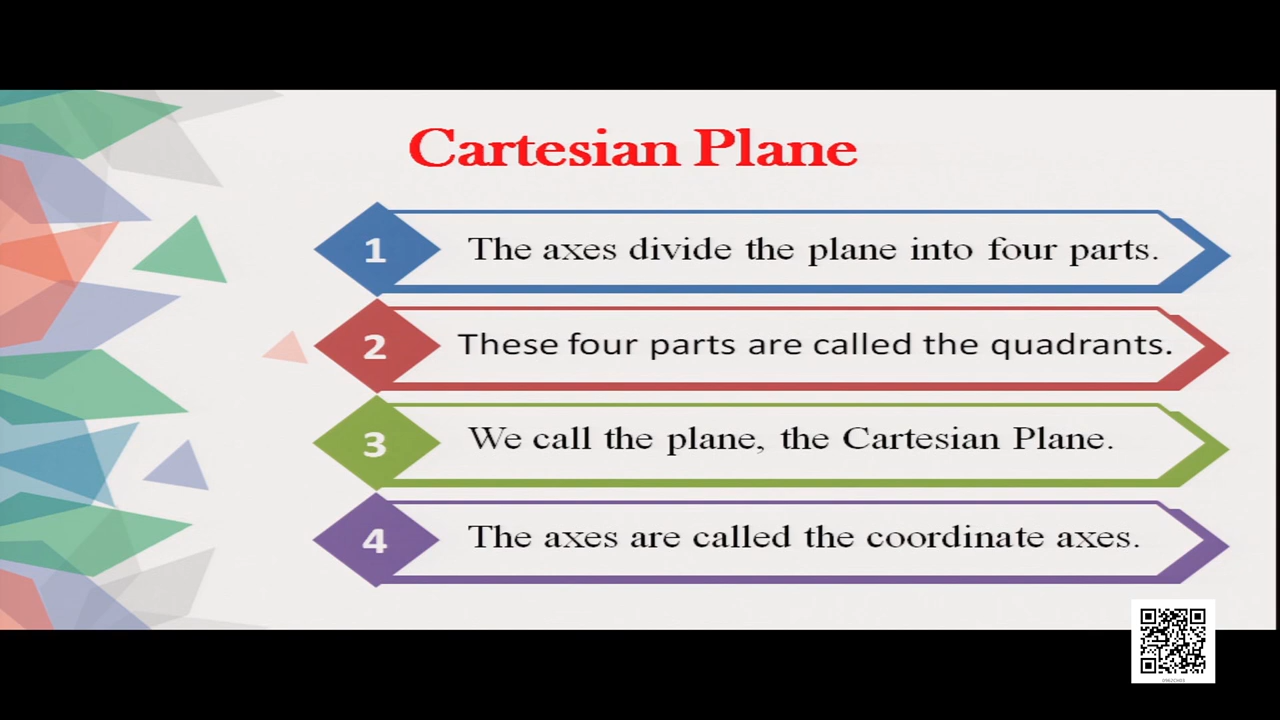 Cartesian Plane
1 The axes divide the plane into four parts.
2 These four parts are called the quadrants.
3 We call the plane, the Cartesian Plane.
4 The axes are called the coordinate axes.